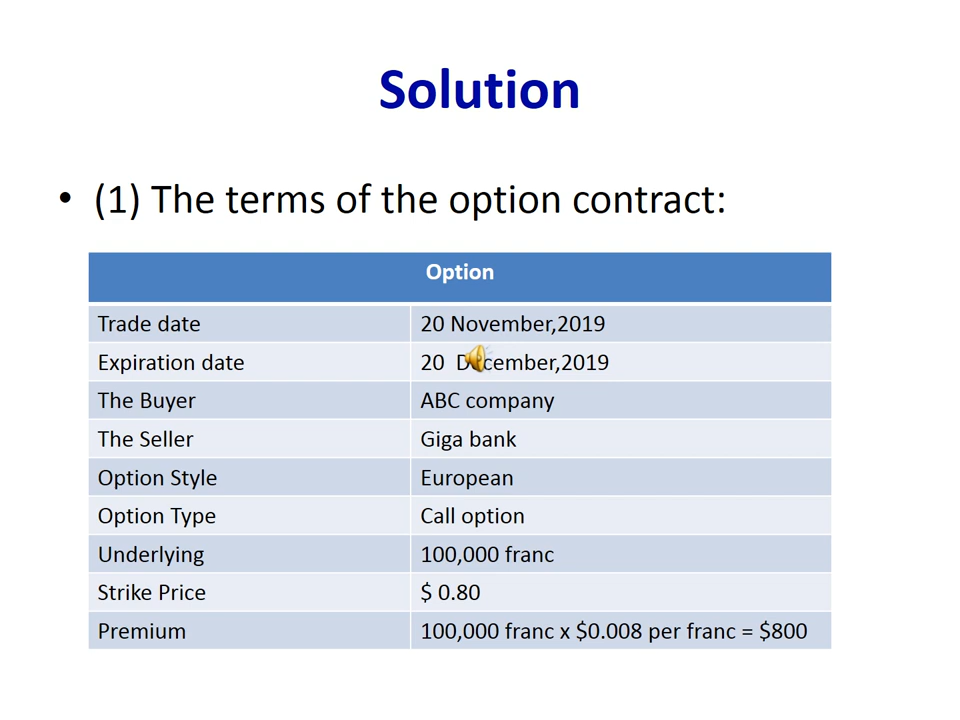 Solution
• (1) The terms of the option contract:
Option
Trade date 20 November,2019
Expiration date 20 December,2019
The Buyer ABC company
The Seller Giga bank
Option Style European
Option Type Call option
Underlying 100,000 franc
Strike Price $ 0.80
Premium 100,000 franc x $0.008 per franc = $800